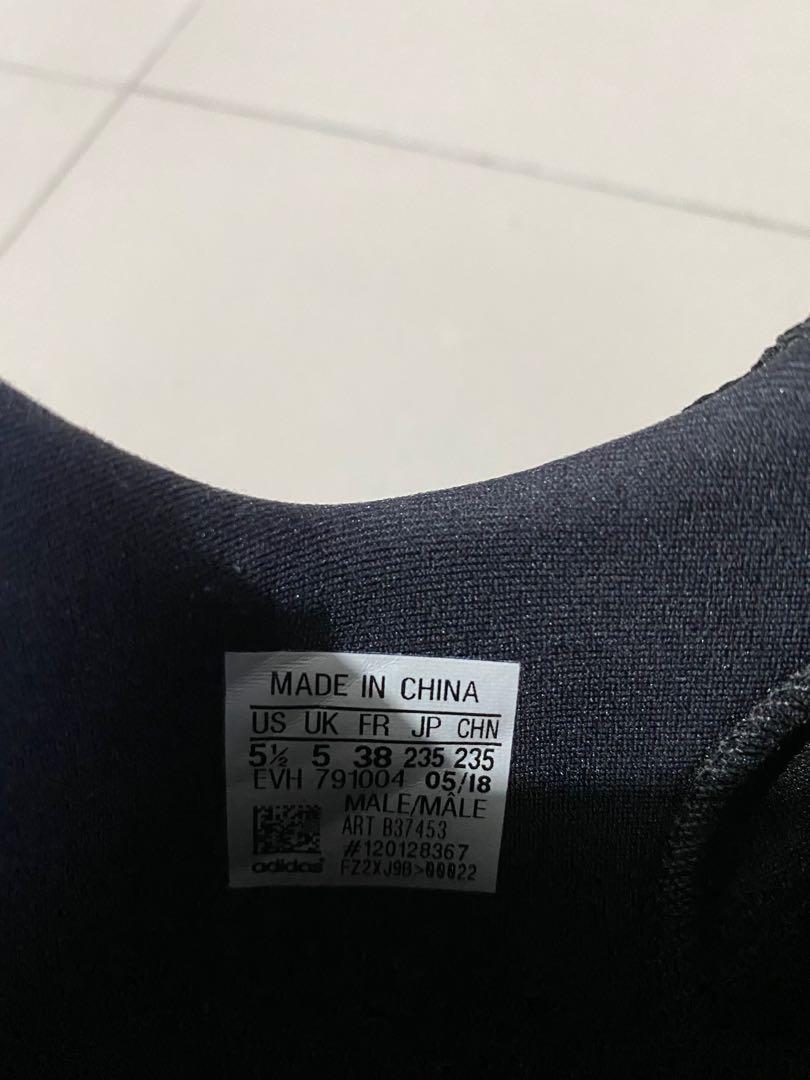 MADE IN CHINA
US UK FR JP CHN
5½ 5 38 235 235
EVH 791004 05/18
MALE/MÂLE
ART B37453
#120128367
adidas FZ2XJ9B>00022